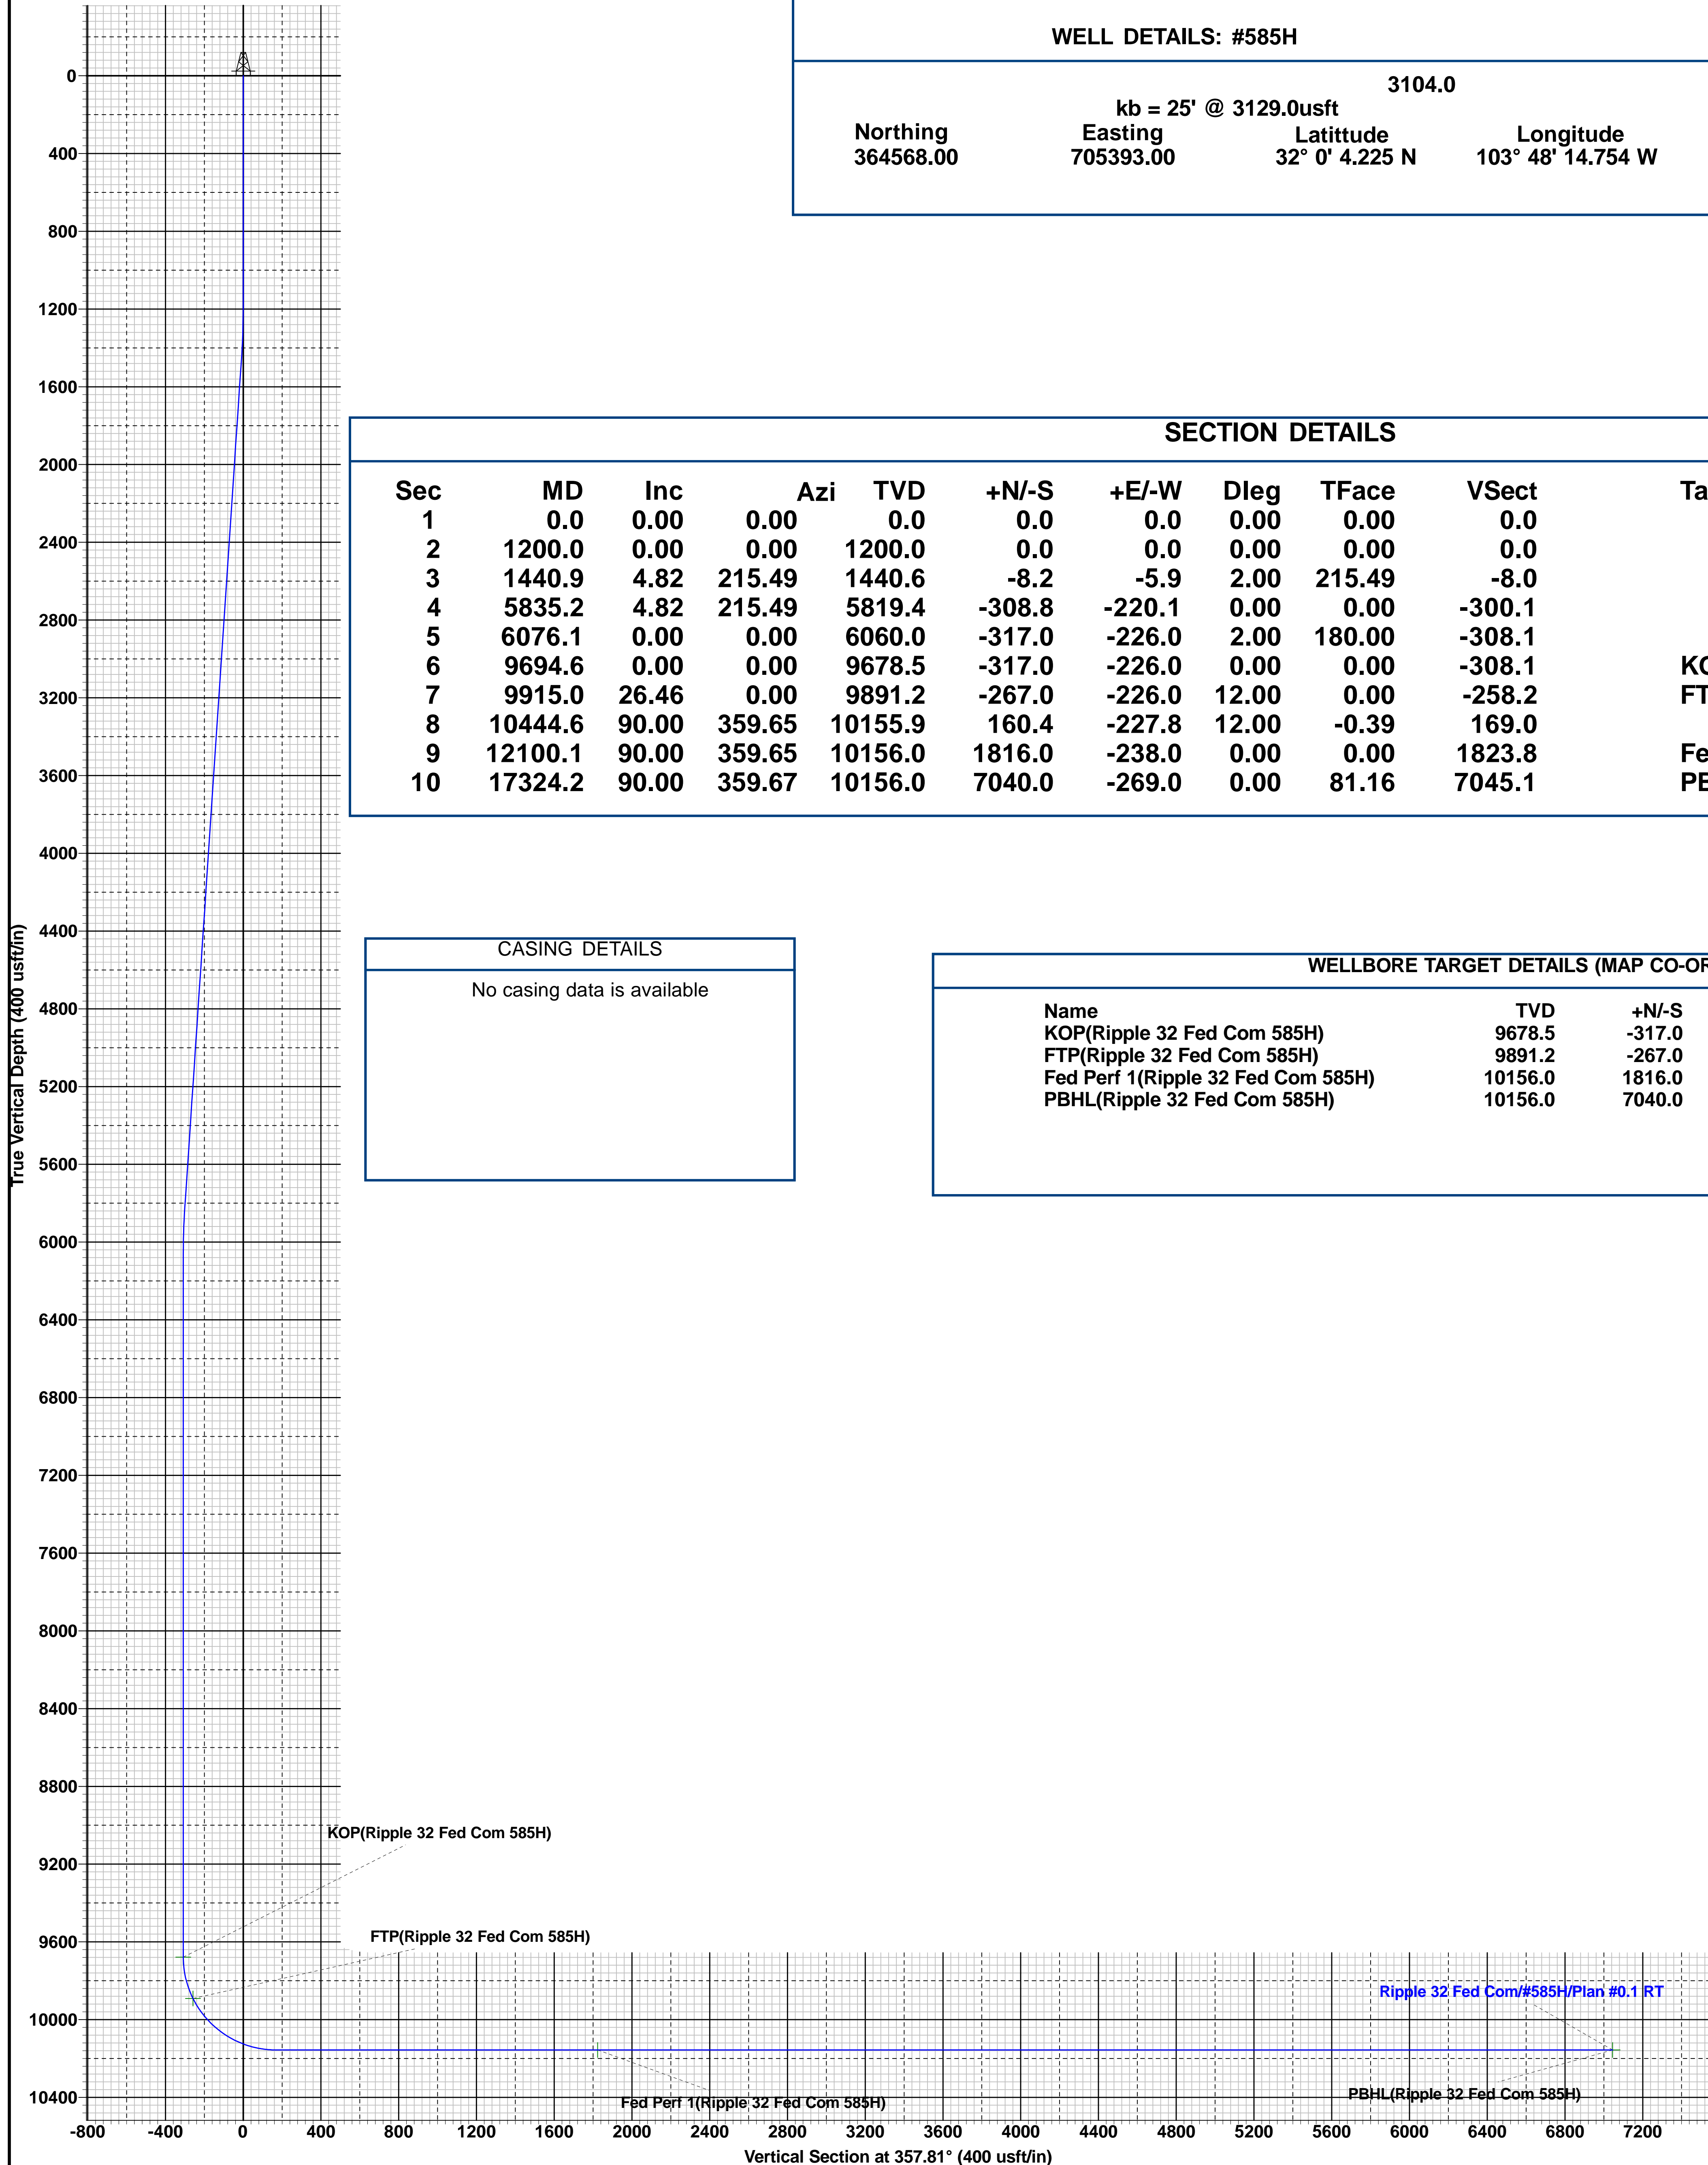 WELL DETAILS: #585H
3104.0
kb = 25' @ 3129.0usft
Northing Easting Latittude Longitude
364568.00 705393.00 32° 0' 4.225 N 103° 48' 14.754 W
SECTION DETAILS
Sec MD Inc Azi TVD +N/-S +E/-W Dleg TFace VSect Ta
1 0.0 0.00 0.00 0.0 0.0 0.0 0.00 0.00 0.0
2 1200.0 0.00 0.00 1200.0 0.0 0.0 0.00 0.00 0.0
3 1440.9 4.82 215.49 1440.6 -8.2 -5.9 2.00 215.49 -8.0
4 5835.2 4.82 215.49 5819.4 -308.8 -220.1 0.00 0.00 -300.1
5 6076.1 0.00 0.00 6060.0 -317.0 -226.0 2.00 180.00 -308.1
6 9694.6 0.00 0.00 9678.5 -317.0 -226.0 0.00 0.00 -308.1 KO
7 9915.0 26.46 0.00 9891.2 -267.0 -226.0 12.00 0.00 -258.2 FT
8 10444.6 90.00 359.65 10155.9 160.4 -227.8 12.00 -0.39 169.0
9 12100.1 90.00 359.65 10156.0 1816.0 -238.0 0.00 0.00 1823.8 Fe
10 17324.2 90.00 359.67 10156.0 7040.0 -269.0 0.00 81.16 7045.1 PB
CASING DETAILS
No casing data is available
WELLBORE TARGET DETAILS (MAP CO-OR
Name TVD +N/-S
KOP(Ripple 32 Fed Com 585H) 9678.5 -317.0
FTP(Ripple 32 Fed Com 585H) 9891.2 -267.0
Fed Perf 1(Ripple 32 Fed Com 585H) 10156.0 1816.0
PBHL(Ripple 32 Fed Com 585H) 10156.0 7040.0
True Vertical Depth (400 usft/in)
0
400
800
1200
1600
2000
2400
2800
3200
3600
4000
4400
4800
5200
5600
6000
6400
6800
7200
7600
8000
8400
8800
9200
9600
10000
10400
KOP(Ripple 32 Fed Com 585H)
FTP(Ripple 32 Fed Com 585H)
Ripple 32 Fed Com/#585H/Plan #0.1 RT
PBHL(Ripple 32 Fed Com 585H)
Fed Perf 1(Ripple 32 Fed Com 585H)
-800 -400 0 400 800 1200 1600 2000 2400 2800 3200 3600 4000 4400 4800 5200 5600 6000 6400 6800 7200
Vertical Section at 357.81° (400 usft/in)